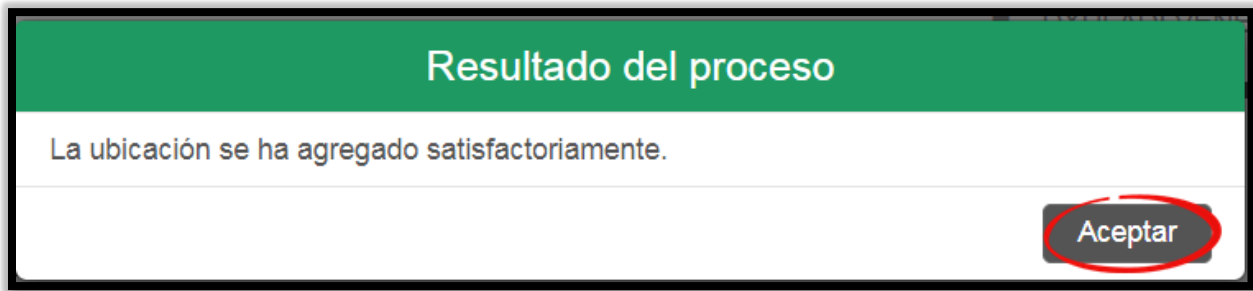 Resultado del proceso
La ubicación se ha agregado satisfactoriamente.
Aceptar